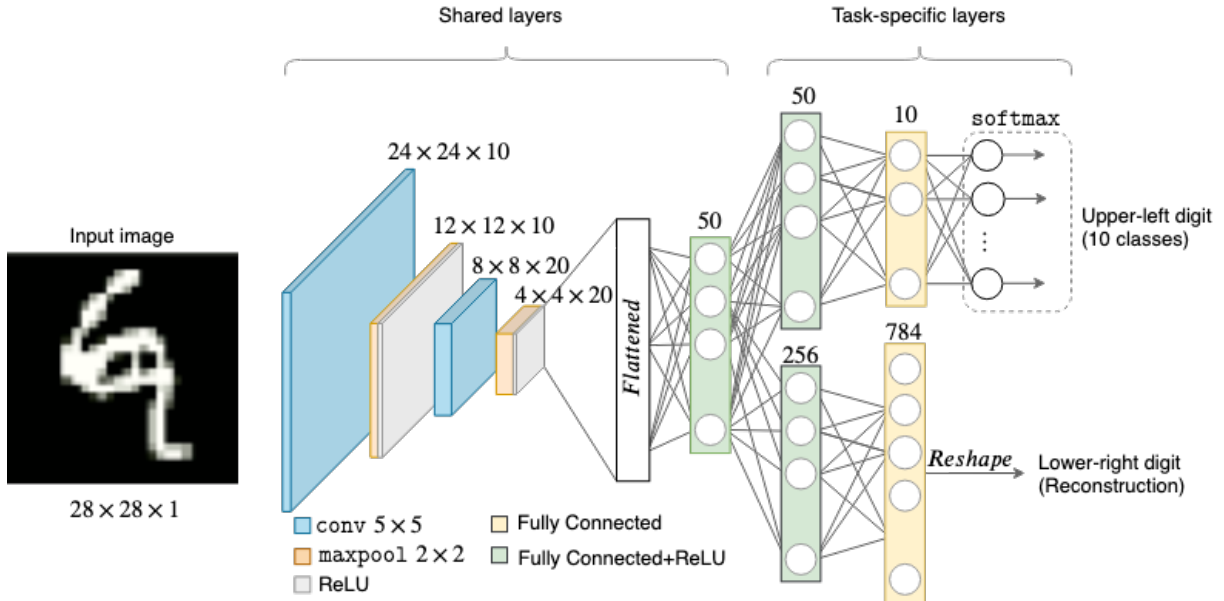 Shared layers
Task-specific layers
Input image
28 × 28 × 1
24 × 24 × 10
12 × 12 × 10
8 × 8 × 20
4 × 4 × 20
Flattened
50
50
10
softmax
⋮
Upper-left digit
(10 classes)
256
784
Reshape
Lower-right digit
(Reconstruction)
conv 5 × 5
maxpool 2 × 2
ReLU
Fully Connected
Fully Connected+ReLU